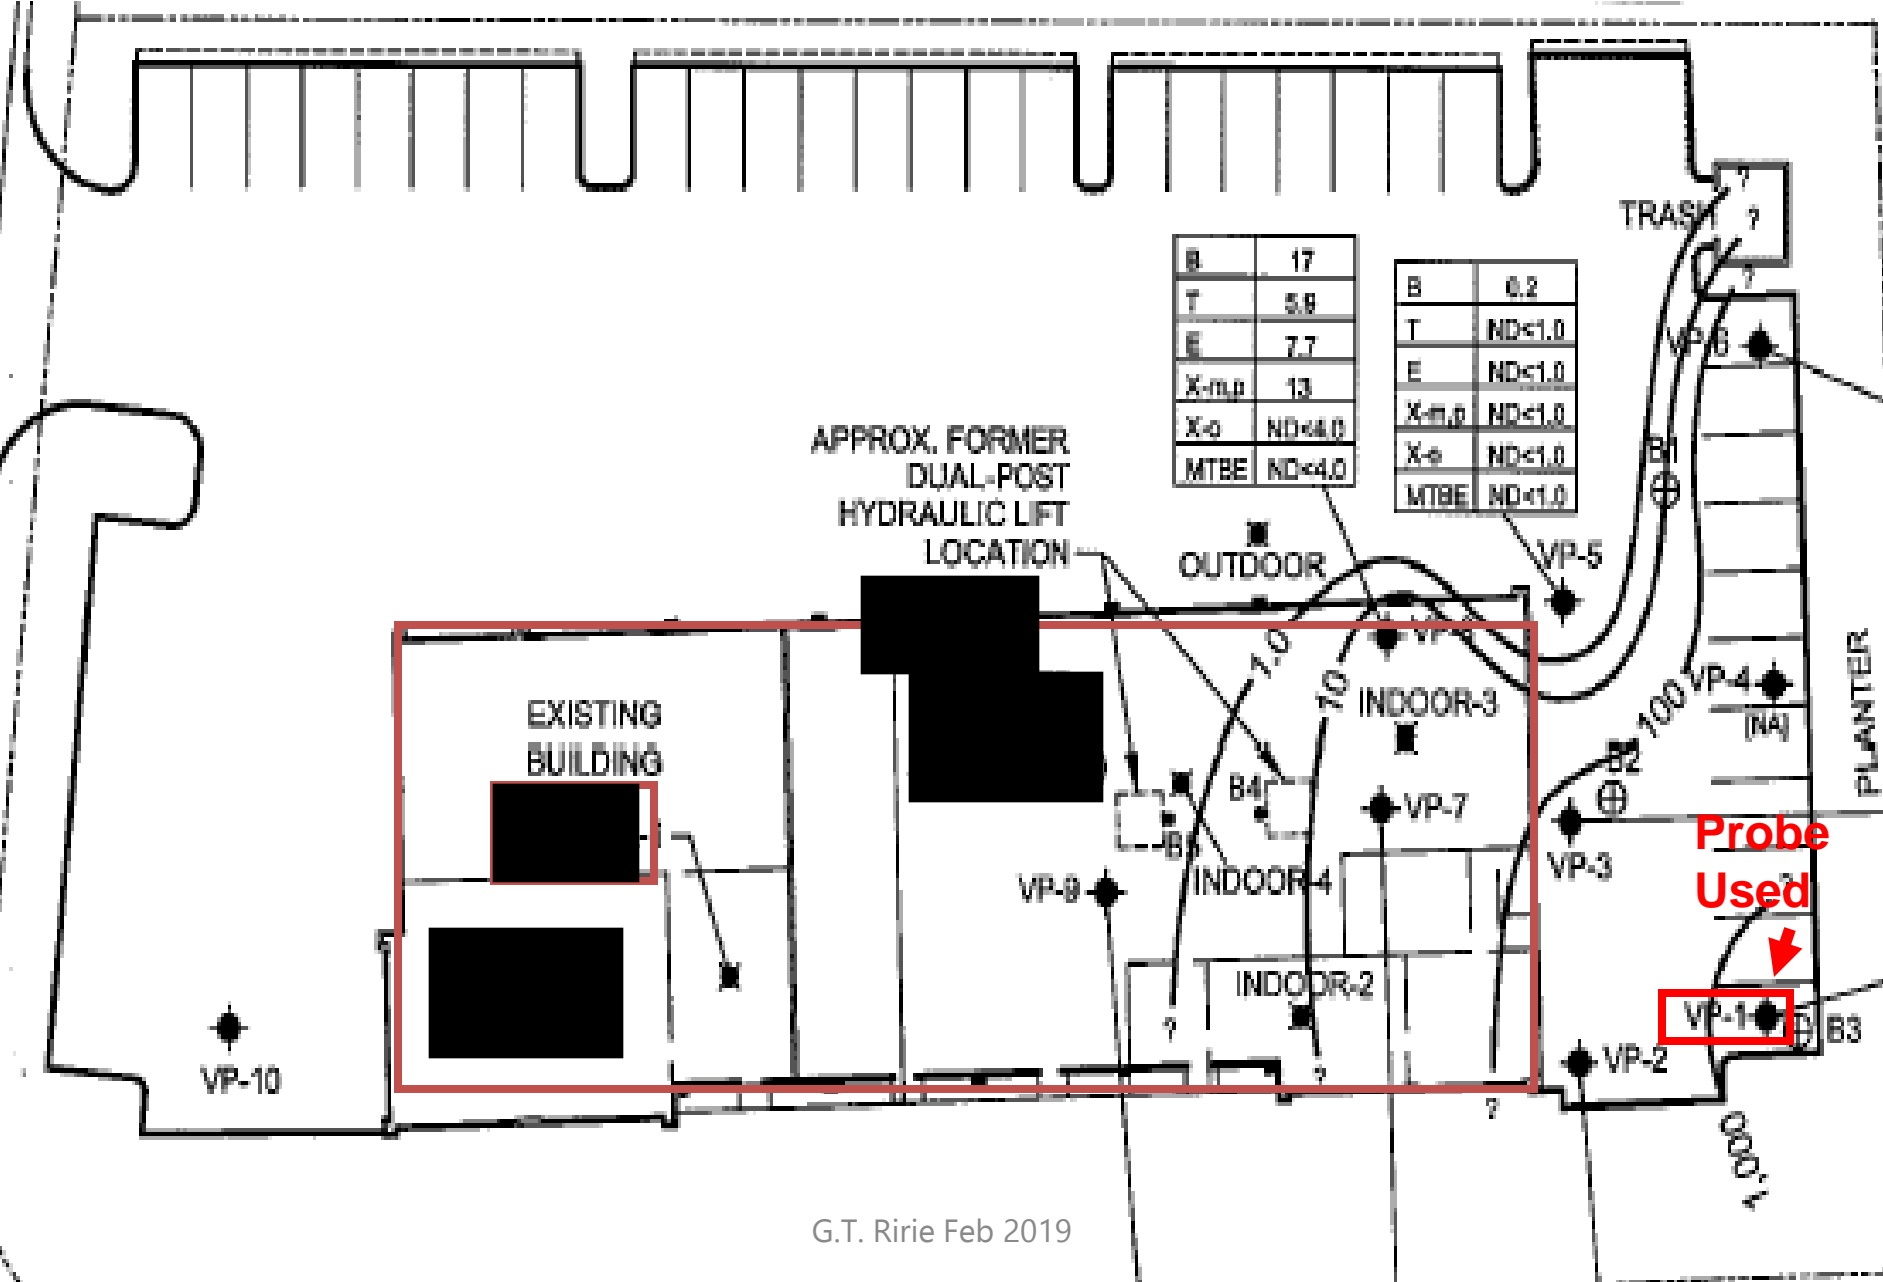 ?
TRASH
?
?
B 17
T 5.9
E 7.7
X-m,p 13
X-o ND<4.0
MTBE ND<4.0
B 6.2
T ND<1.0
E ND<1.0
X-m,p ND<1.0
X-o ND<1.0
MTBE ND<1.0
VP-6
B1
APPROX. FORMER
DUAL-POST
HYDRAULIC LIFT
LOCATION
OUTDOOR
VP-5
1.0
10
100
INDOOR-3
VP-4
(NA)
PLANTER
EXISTING
BUILDING
B2
B4
VP-7
B5
Probe
Used
VP-3
?
VP-9
INDOOR-4
INDOOR-2
?
VP-1
B3
VP-10
VP-2
?
?
1,000
G.T. Ririe Feb 2019